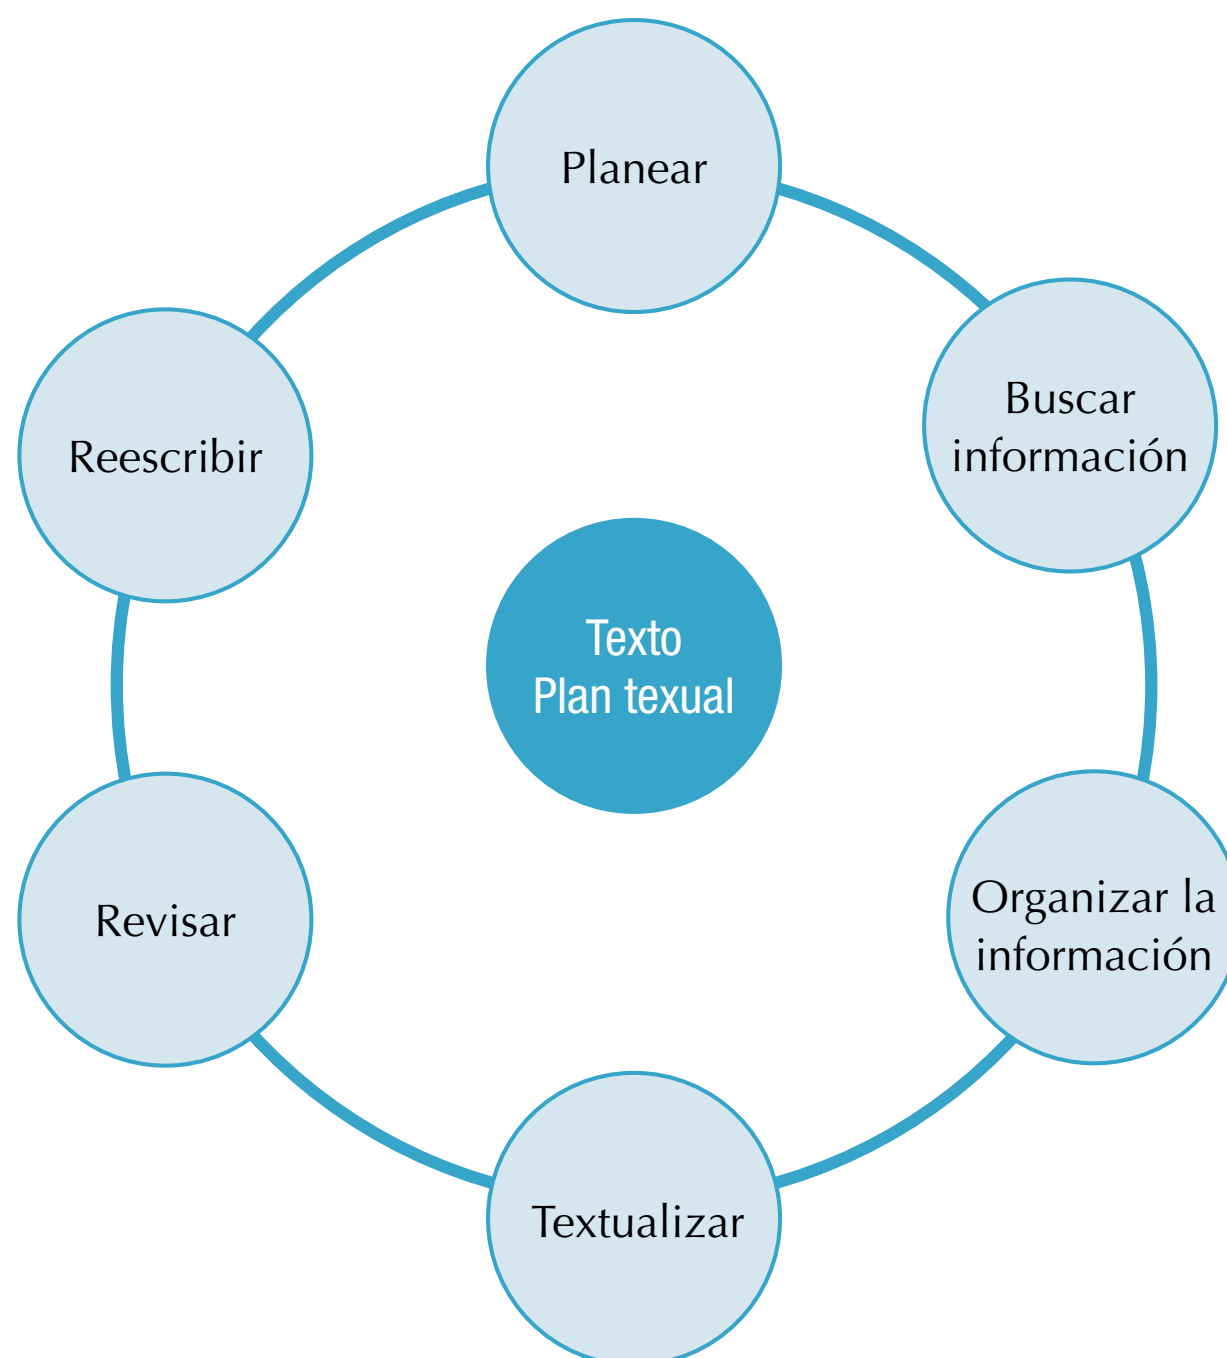 Planear
Buscar
información
Organizar la
información
Textualizar
Revisar
Reescribir
Texto
Plan texual